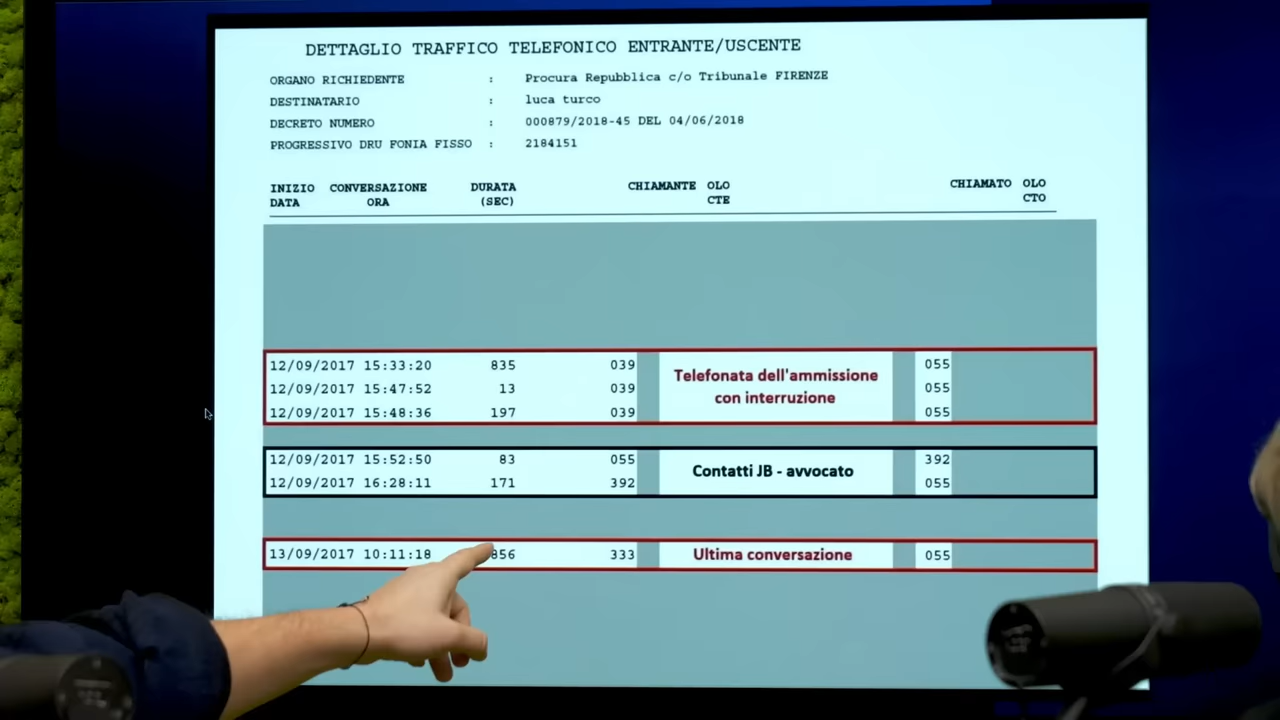 DETTAGLIO TRAFFICO TELEFONICO ENTRANTE/USCENTE
ORGANO RICHIEDENTE : Procura Repubblica c/o Tribunale FIRENZE
DESTINATARIO : luca turco
DECRETO NUMERO : 000879/2018-45 DEL 04/06/2018
PROGRESSIVO DRU FONIA FISSO : 2184151
INIZIO CONVERSAZIONE DURATA CHIAMANTE OLO CHIAMATO OLO
DATA ORA (SEC) CTE CTO
12/09/2017 15:33:20 835 039 055
Telefonata dell'ammissione
12/09/2017 15:47:52 13 039 055
con interruzione
12/09/2017 15:48:36 197 039 055
12/09/2017 15:52:50 83 055 392
Contatti JB - avvocato
12/09/2017 16:28:11 171 392 055
13/09/2017 10:11:18 856 333 Ultima conversazione 055